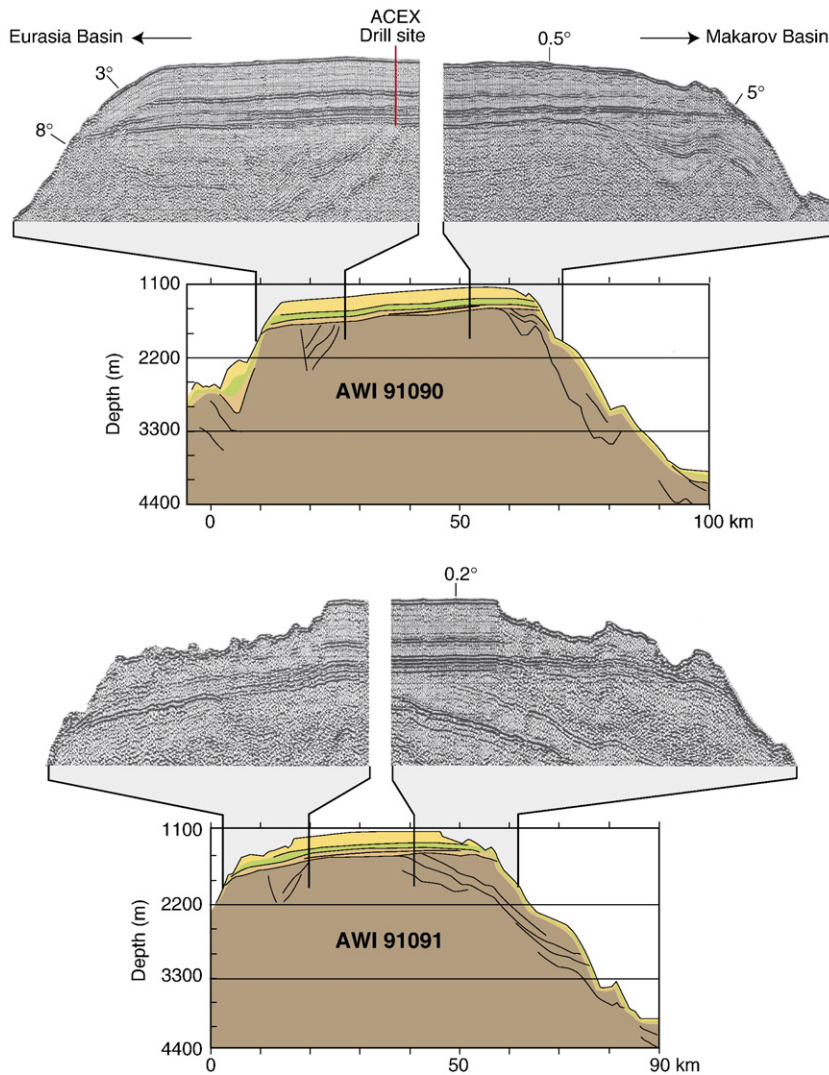 ACEX
Drill site
Eurasia Basin
0.5°
Makarov Basin
3°
5°
8°
1100
2200
3300
4400
Depth (m)
AWI 91090
0
50
100 km
0.2°
1100
2200
3300
4400
Depth (m)
AWI 91091
0
50
90 km